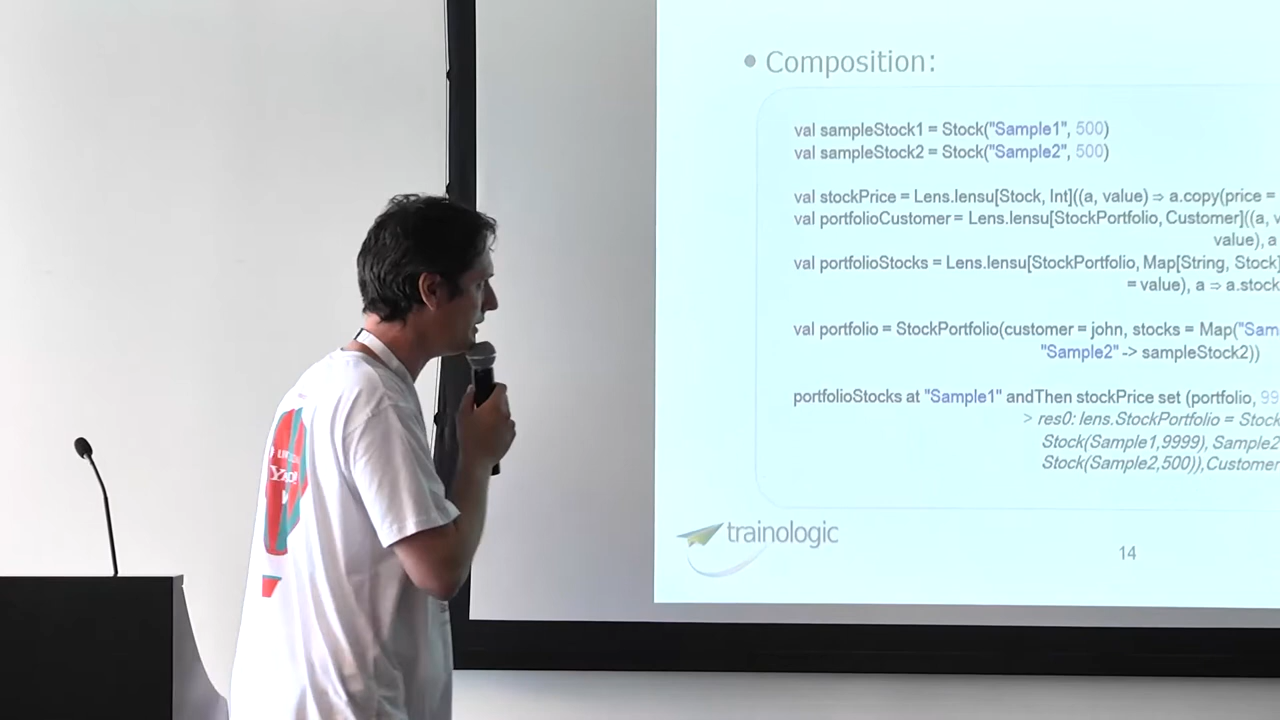 • Composition:
val sampleStock1 = Stock("Sample1", 500)
val sampleStock2 = Stock("Sample2", 500)
val stockPrice = Lens.lensu[Stock, Int]((a, value) ⇒ a.copy(price =
val portfolioCustomer = Lens.lensu[StockPortfolio, Customer]((a, v
value), a
val portfolioStocks = Lens.lensu[StockPortfolio, Map[String, Stock]
= value), a ⇒ a.stock
val portfolio = StockPortfolio(customer = john, stocks = Map("Sam
"Sample2" -> sampleStock2))
portfolioStocks at "Sample1" andThen stockPrice set (portfolio, 99
> res0: lens.StockPortfolio = Stock
Stock(Sample1,9999), Sample2
Stock(Sample2,500)),Customer
trainologic
14